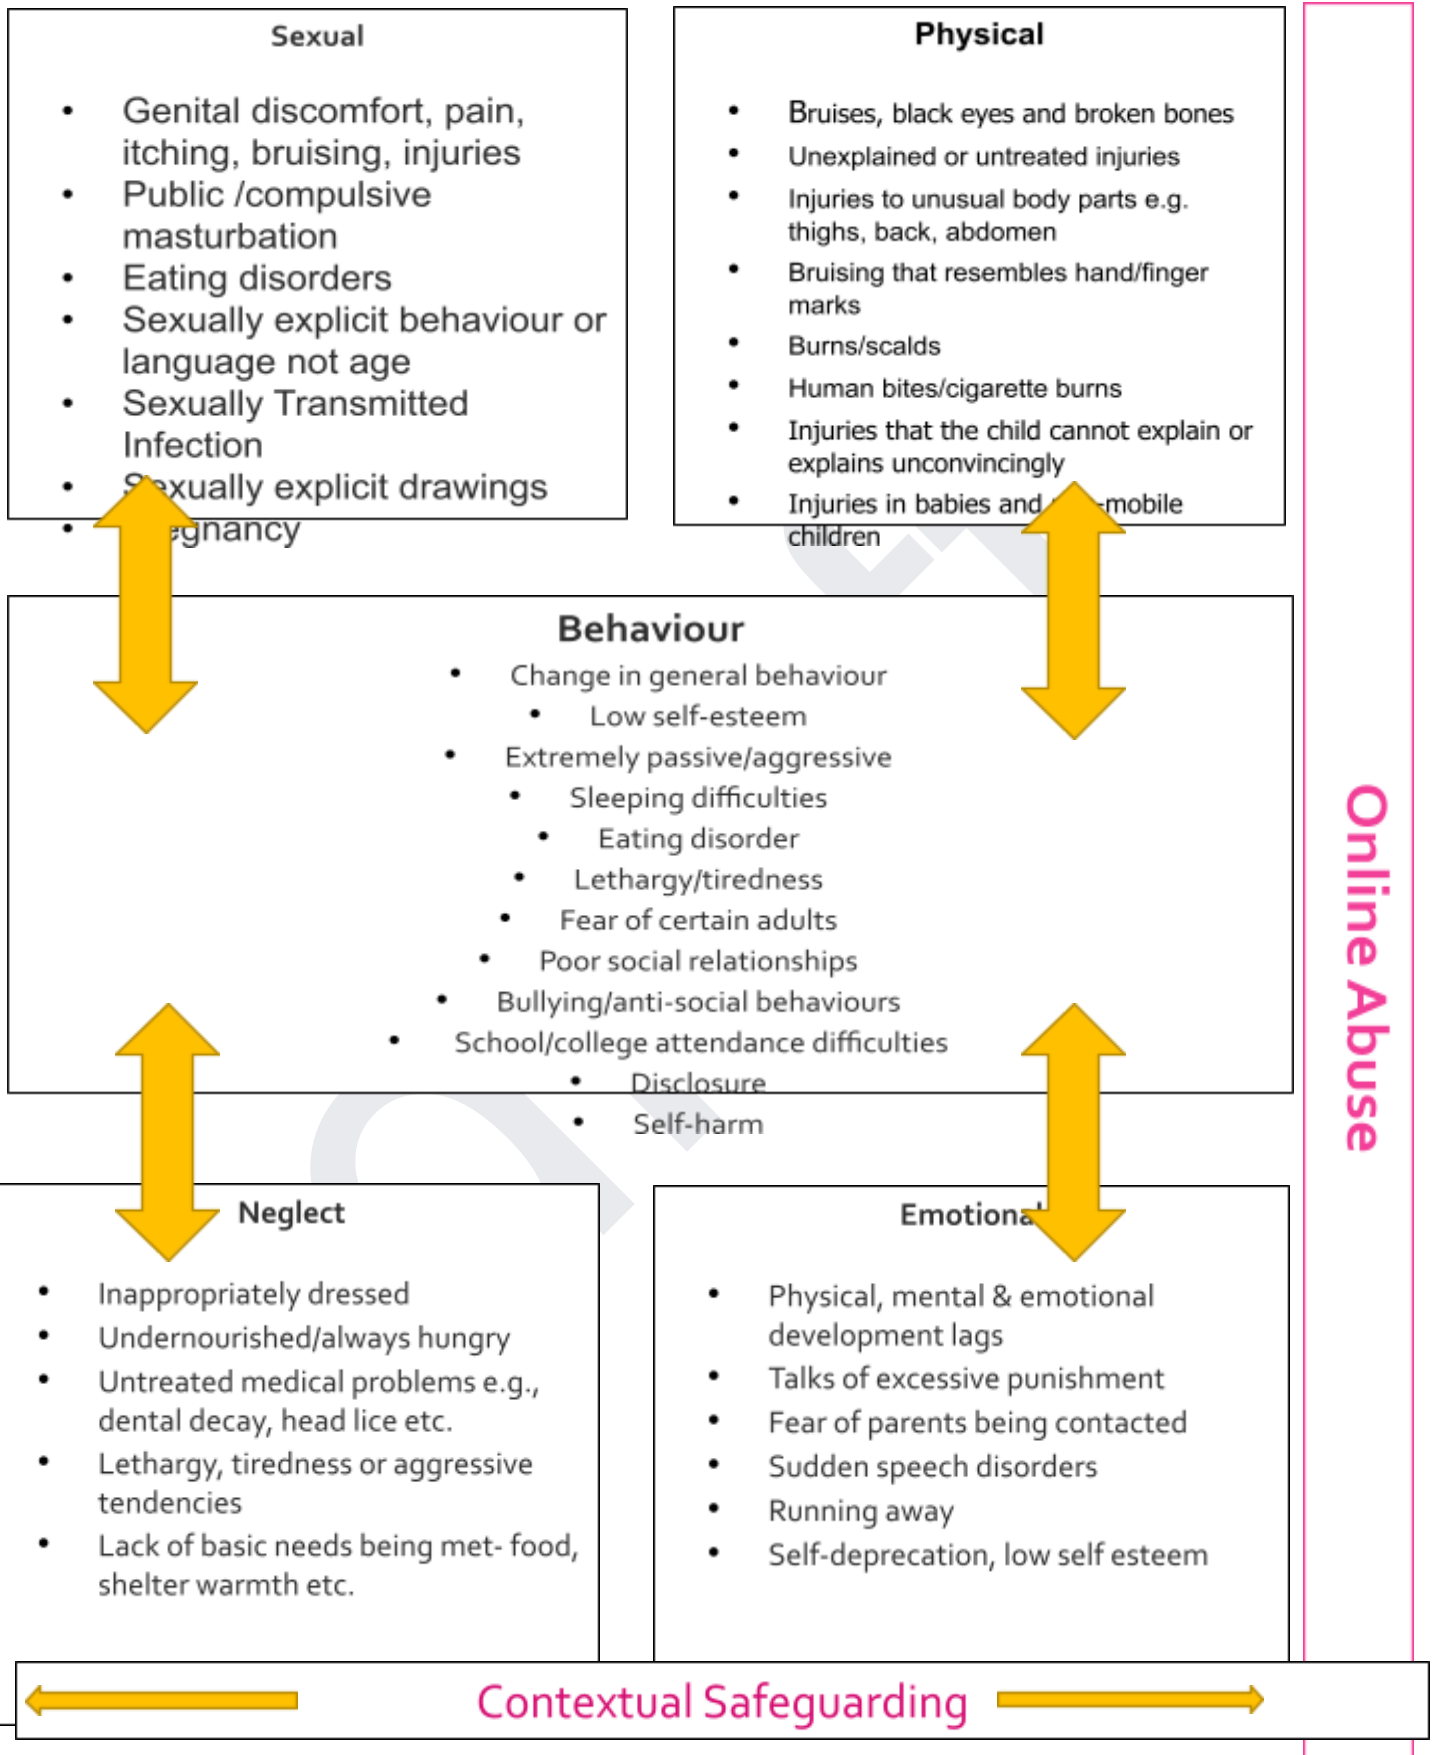 Sexual
• Genital discomfort, pain,
itching, bruising, injuries
• Public /compulsive
masturbation
• Eating disorders
• Sexually explicit behaviour or
language not age
• Sexually Transmitted
Infection
• Sexually explicit drawings
• egnancy
Physical
• Bruises, black eyes and broken bones
• Unexplained or untreated injuries
• Injuries to unusual body parts e.g.
thighs, back, abdomen
• Bruising that resembles hand/finger
marks
• Burns/scalds
• Human bites/cigarette burns
• Injuries that the child cannot explain or
explains unconvincingly
• Injuries in babies and -mobile
children
Behaviour
• Change in general behaviour
• Low self-esteem
• Extremely passive/aggressive
• Sleeping difficulties
• Eating disorder
• Lethargy/tiredness
• Fear of certain adults
• Poor social relationships
• Bullying/anti-social behaviours
• School/college attendance difficulties
• Disclosure
• Self-harm
Neglect
• Inappropriately dressed
• Undernourished/always hungry
• Untreated medical problems e.g.,
dental decay, head lice etc.
• Lethargy, tiredness or aggressive
tendencies
• Lack of basic needs being met- food,
shelter warmth etc.
Emotional
• Physical, mental & emotional
development lags
• Talks of excessive punishment
• Fear of parents being contacted
• Sudden speech disorders
• Running away
• Self-deprecation, low self esteem
Online Abuse
Contextual Safeguarding